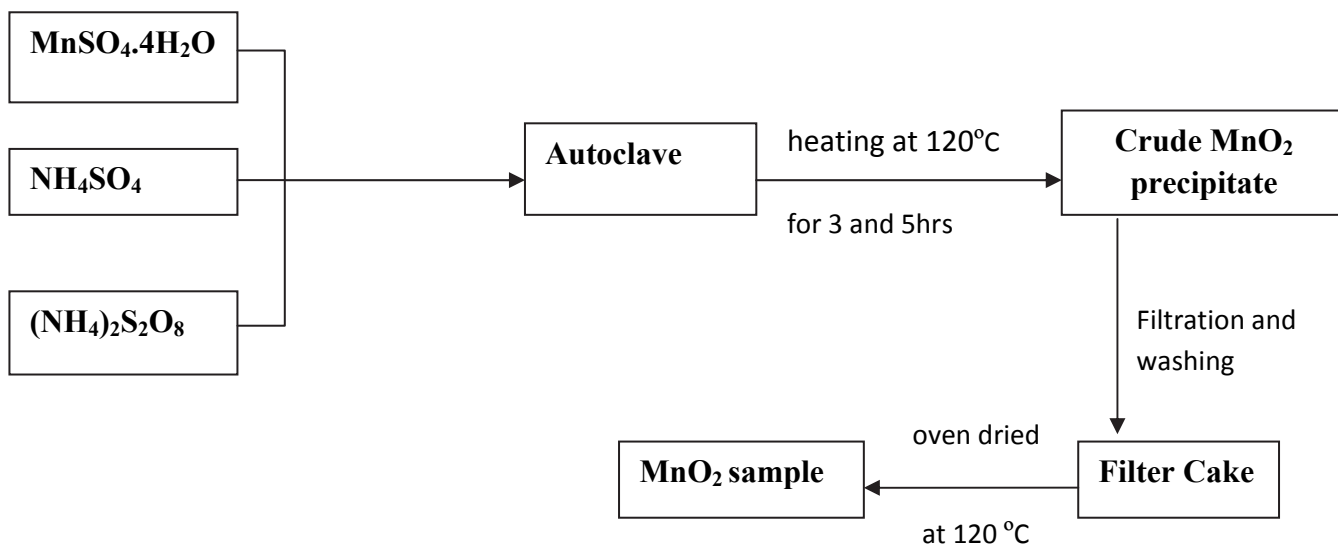 MnSO₄.4H₂O
NH₄SO₄
(NH₄)₂S₂O₈
Autoclave
heating at 120°C
for 3 and 5hrs
Crude MnO₂
precipitate
Filtration and
washing
Filter Cake
oven dried
at 120 °C
MnO₂ sample